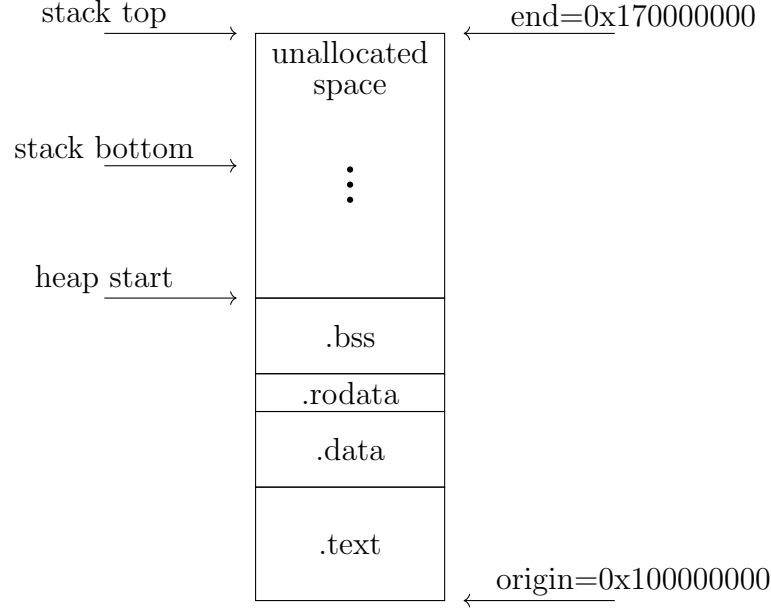 stack top
end=0x170000000
unallocated
space
stack bottom
heap start
.bss
.rodata
.data
.text
origin=0x100000000